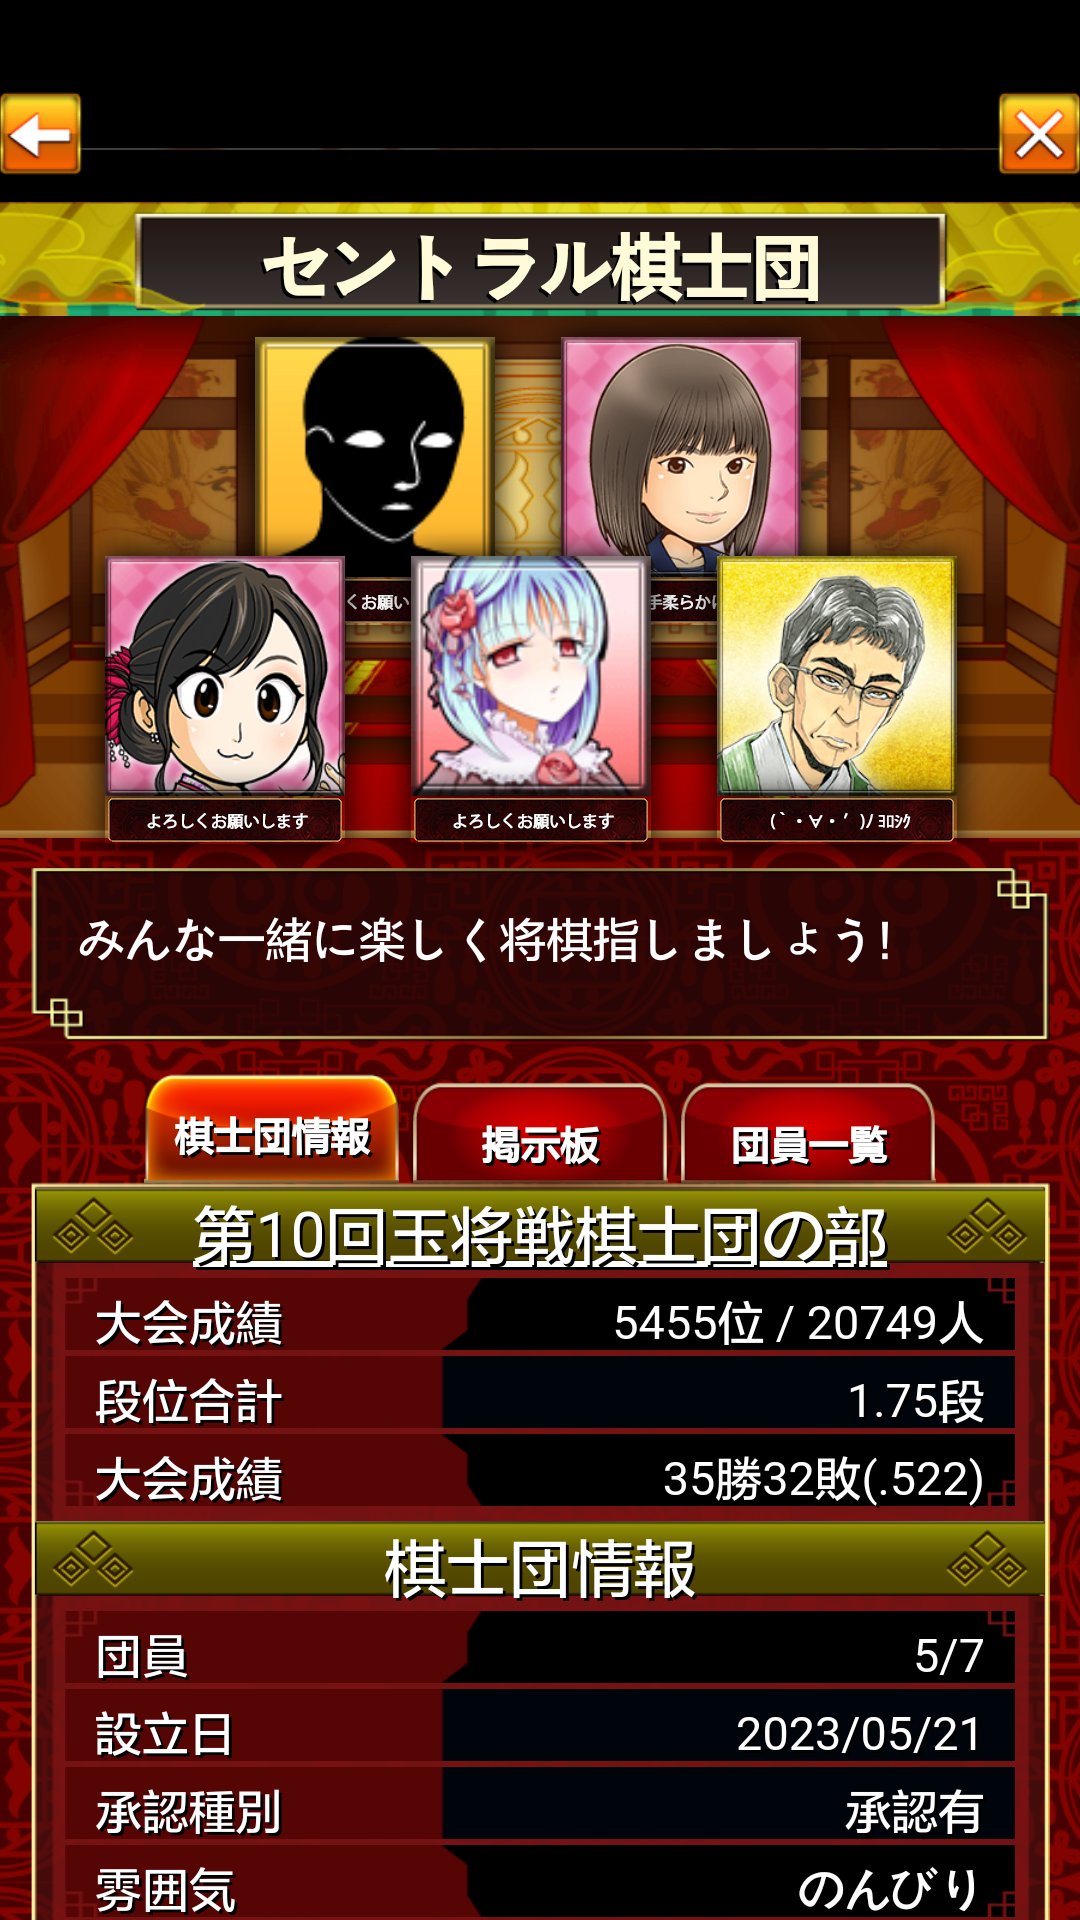 セントラル棋士団
くお願い
手柔らかに
よろしくお願いします
よろしくお願いします
(｀・∀・′)ﾉ ﾖﾛｼｸ
みんな一緒に楽しく将棋指しましょう！
棋士団情報
掲示板
団員一覧
第10回玉将戦棋士団の部
大会成績 5455位 / 20749人
段位合計 1.75段
大会成績 35勝32敗(.522)
棋士団情報
団員 5/7
設立日 2023/05/21
承認種別 承認有
雰囲気 のんびり